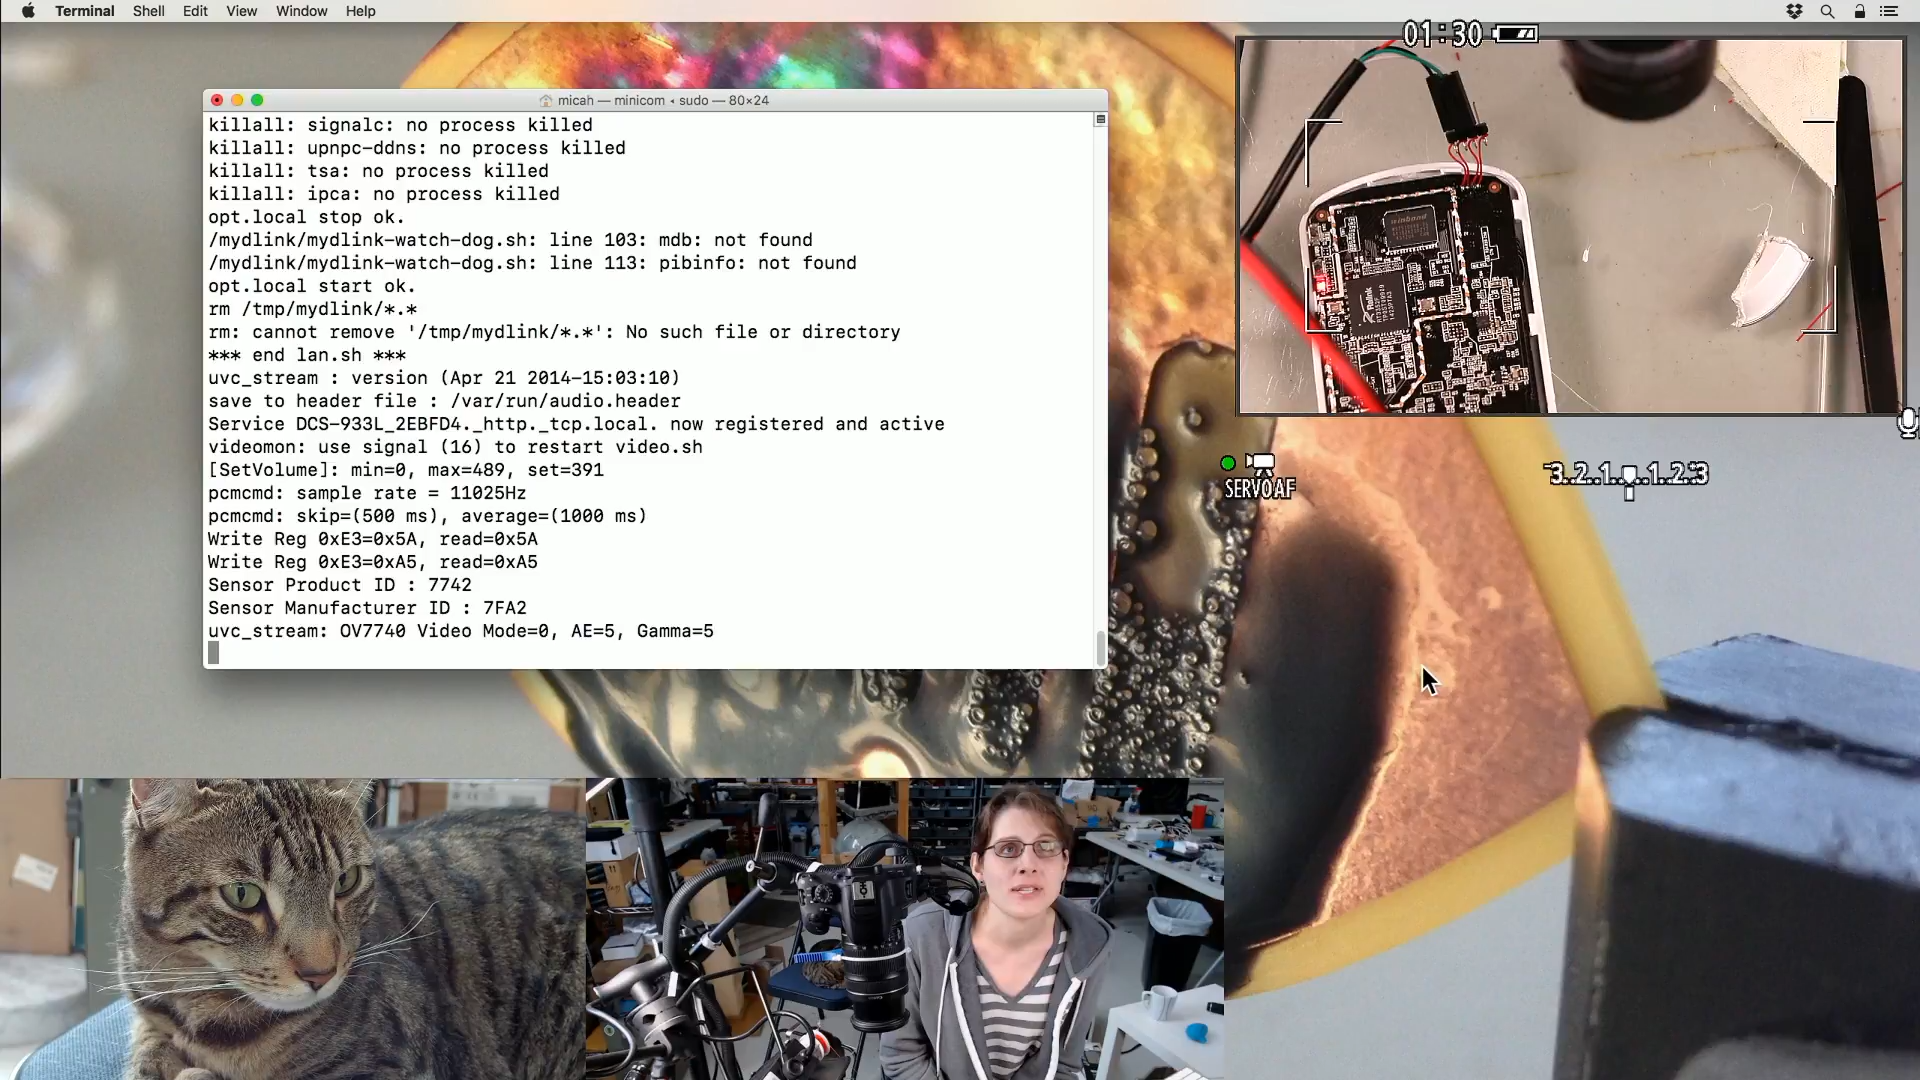 Terminal Shell Edit View Window Help
micah — minicom ◂ sudo — 80×24
killall: signalc: no process killed
killall: upnpc-ddns: no process killed
killall: tsa: no process killed
killall: ipca: no process killed
opt.local stop ok.
/mydlink/mydlink-watch-dog.sh: line 103: mdb: not found
/mydlink/mydlink-watch-dog.sh: line 113: pibinfo: not found
opt.local start ok.
rm /tmp/mydlink/*.*
rm: cannot remove '/tmp/mydlink/*.*': No such file or directory
*** end lan.sh ***
uvc_stream : version (Apr 21 2014-15:03:10)
save to header file : /var/run/audio.header
Service DCS-933L_2EBFD4._http._tcp.local. now registered and active
videomon: use signal (16) to restart video.sh
[SetVolume]: min=0, max=489, set=391
pcmcmd: sample rate = 11025Hz
pcmcmd: skip=(500 ms), average=(1000 ms)
Write Reg 0xE3=0x5A, read=0x5A
Write Reg 0xE3=0xA5, read=0xA5
Sensor Product ID : 7742
Sensor Manufacturer ID : 7FA2
uvc_stream: OV7740 Video Mode=0, AE=5, Gamma=5
01:30
winbond
Ralink
SERVO AF
3..2..1..1..2..3